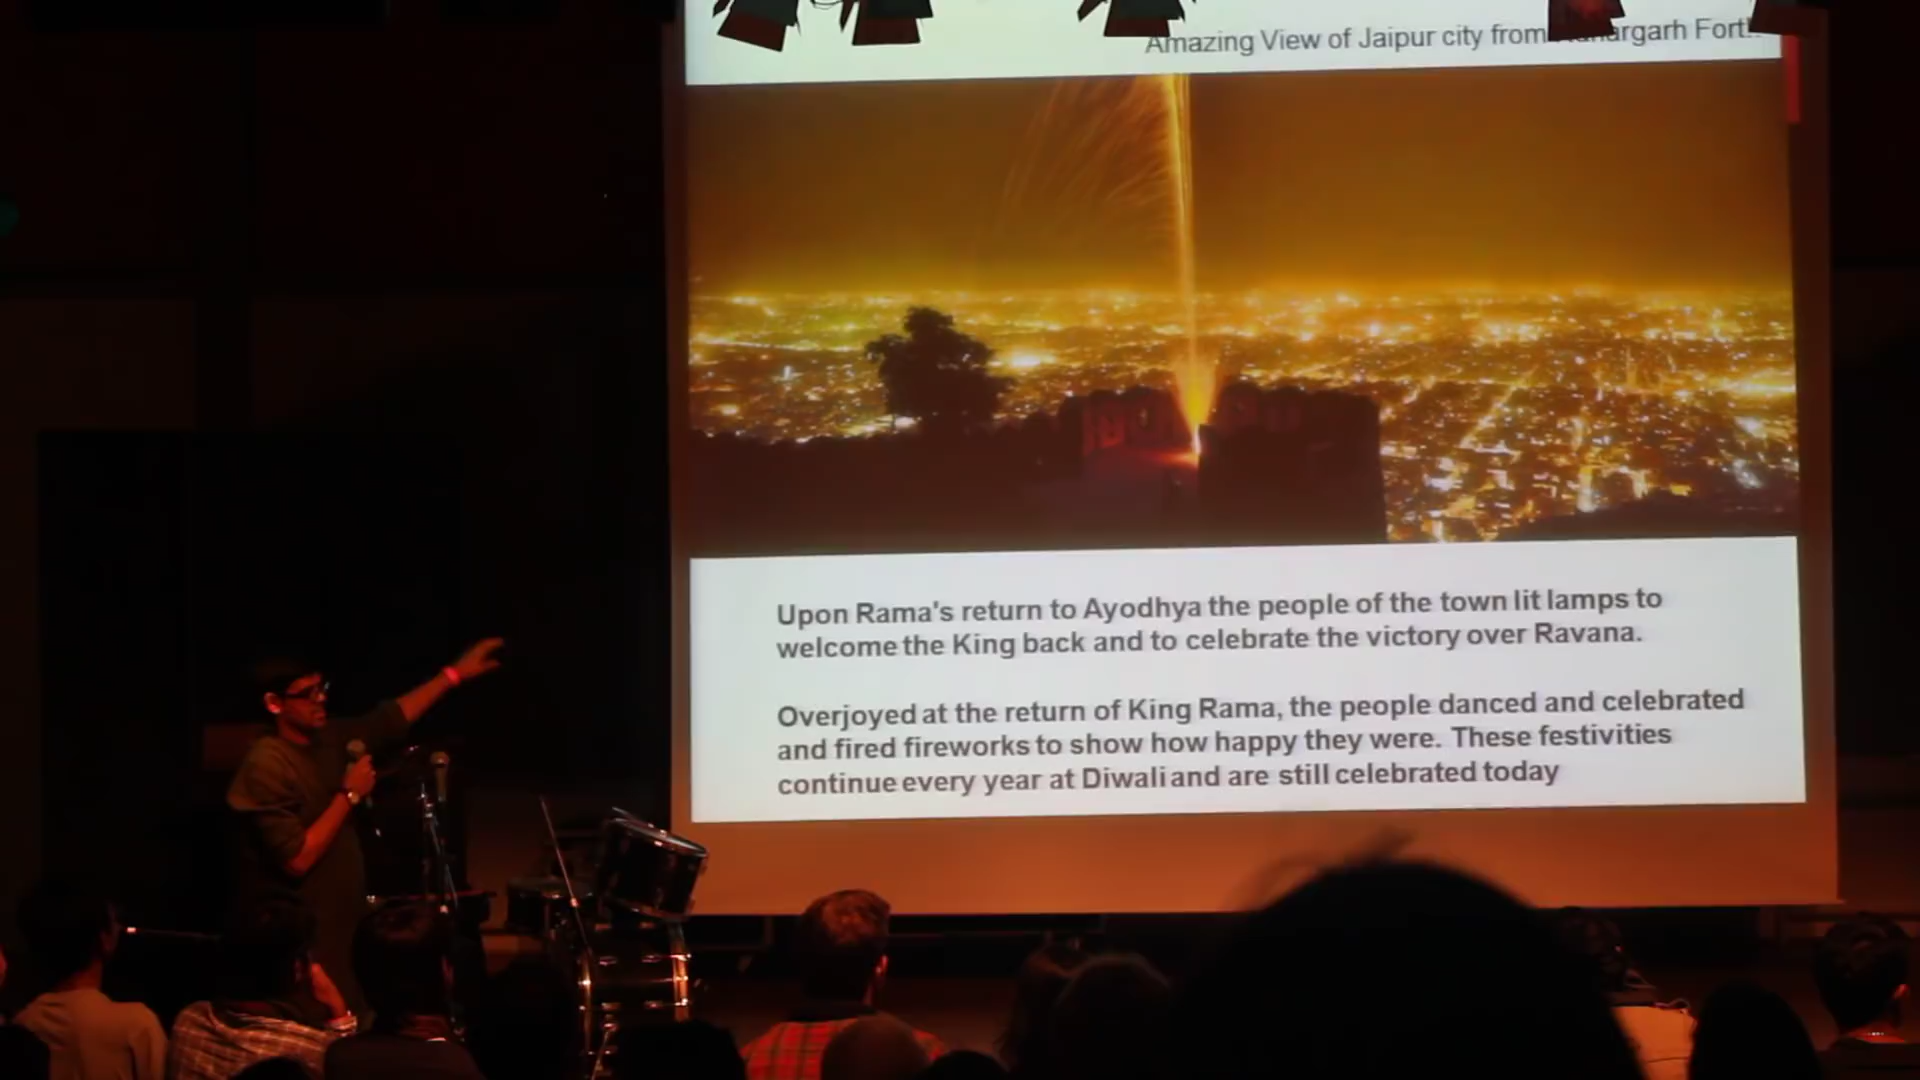 Amazing View of Jaipur city from Fort
Upon Rama's return to Ayodhya the people of the town lit lamps to
welcome the King back and to celebrate the victory over Ravana.
Overjoyed at the return of King Rama, the people danced and celebrated
and fired fireworks to show how happy they were. These festivities
continue every year at Diwali and are still celebrated today